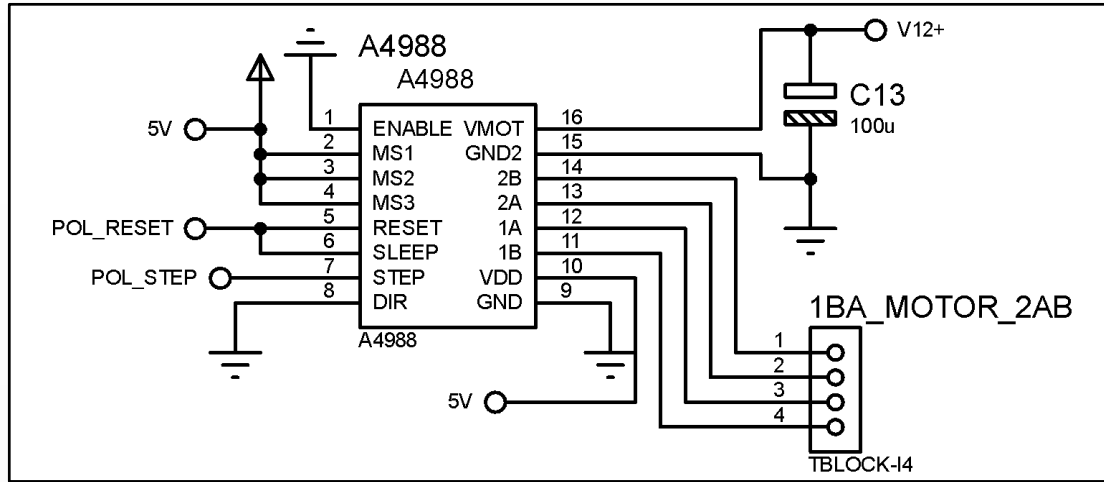 V12+
A4988
A4988
C13
100u
5V
1 ENABLE VMOT 16
2 MS1 GND2 15
3 MS2 2B 14
4 MS3 2A 13
POL_RESET 5 RESET 1A 12
6 SLEEP 1B 11
POL_STEP 7 STEP VDD 10
8 DIR GND 9
A4988
1BA_MOTOR_2AB
1
2
3
4
5V
TBLOCK-I4